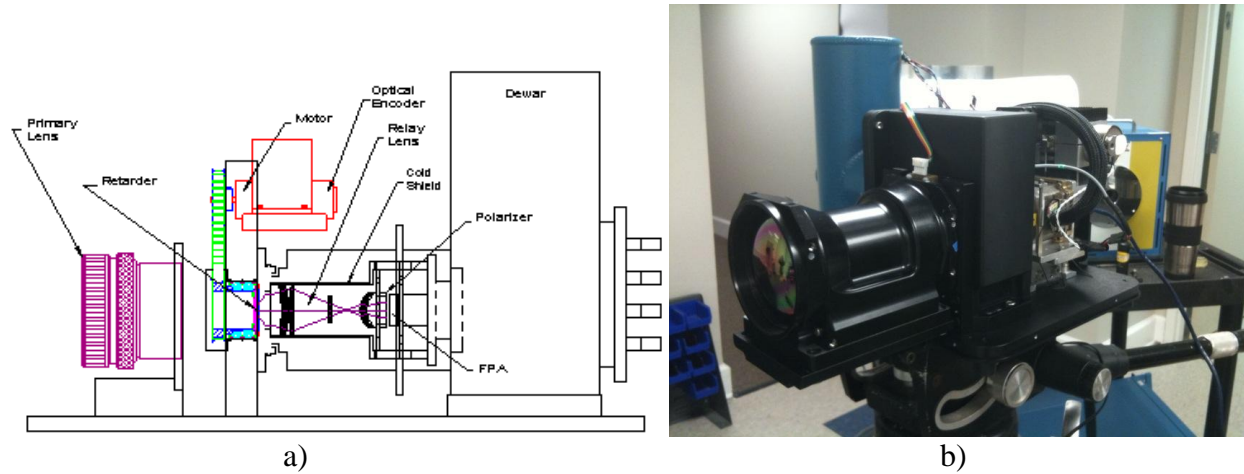 Primary
Lens
Retarder
Motor
Optical
Encoder
Relay
Lens
Cold
Shield
Polarizer
Dewar
FPA
a)
b)